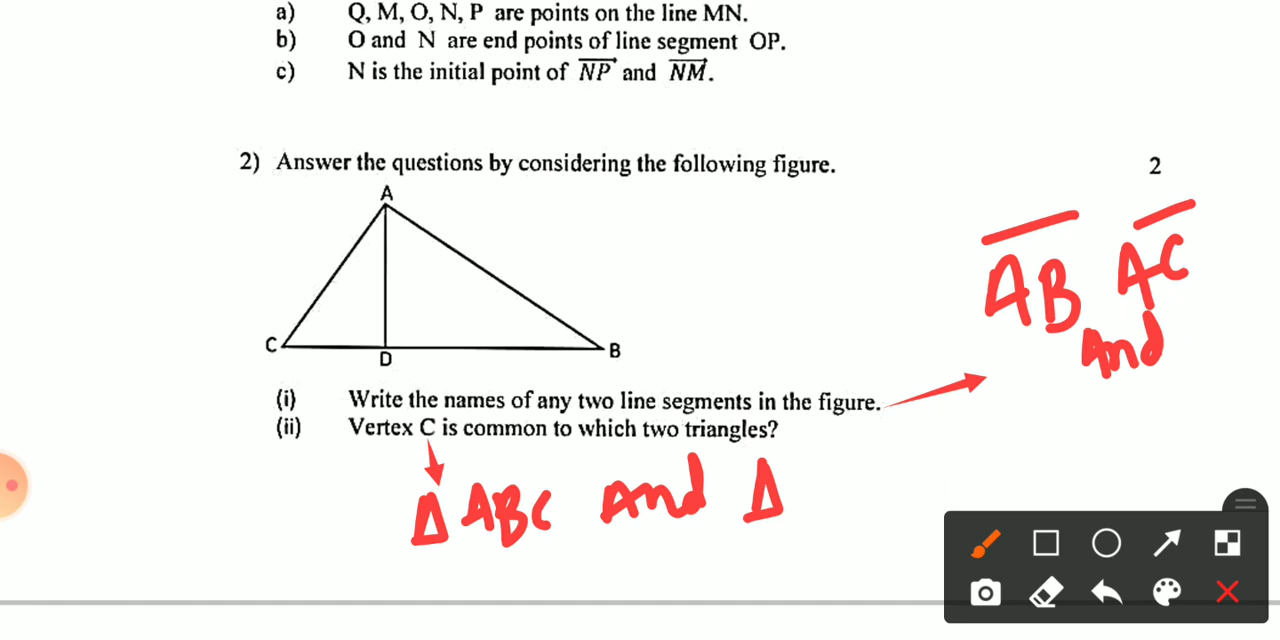 a) Q, M, O, N, P are points on the line MN.
b) O and N are end points of line segment OP.
c) N is the initial point of NP and NM.
2) Answer the questions by considering the following figure. 2
A
C
D
B
AB AC
And
(i) Write the names of any two line segments in the figure.
(ii) Vertex C is common to which two triangles?
Δ ABC And Δ